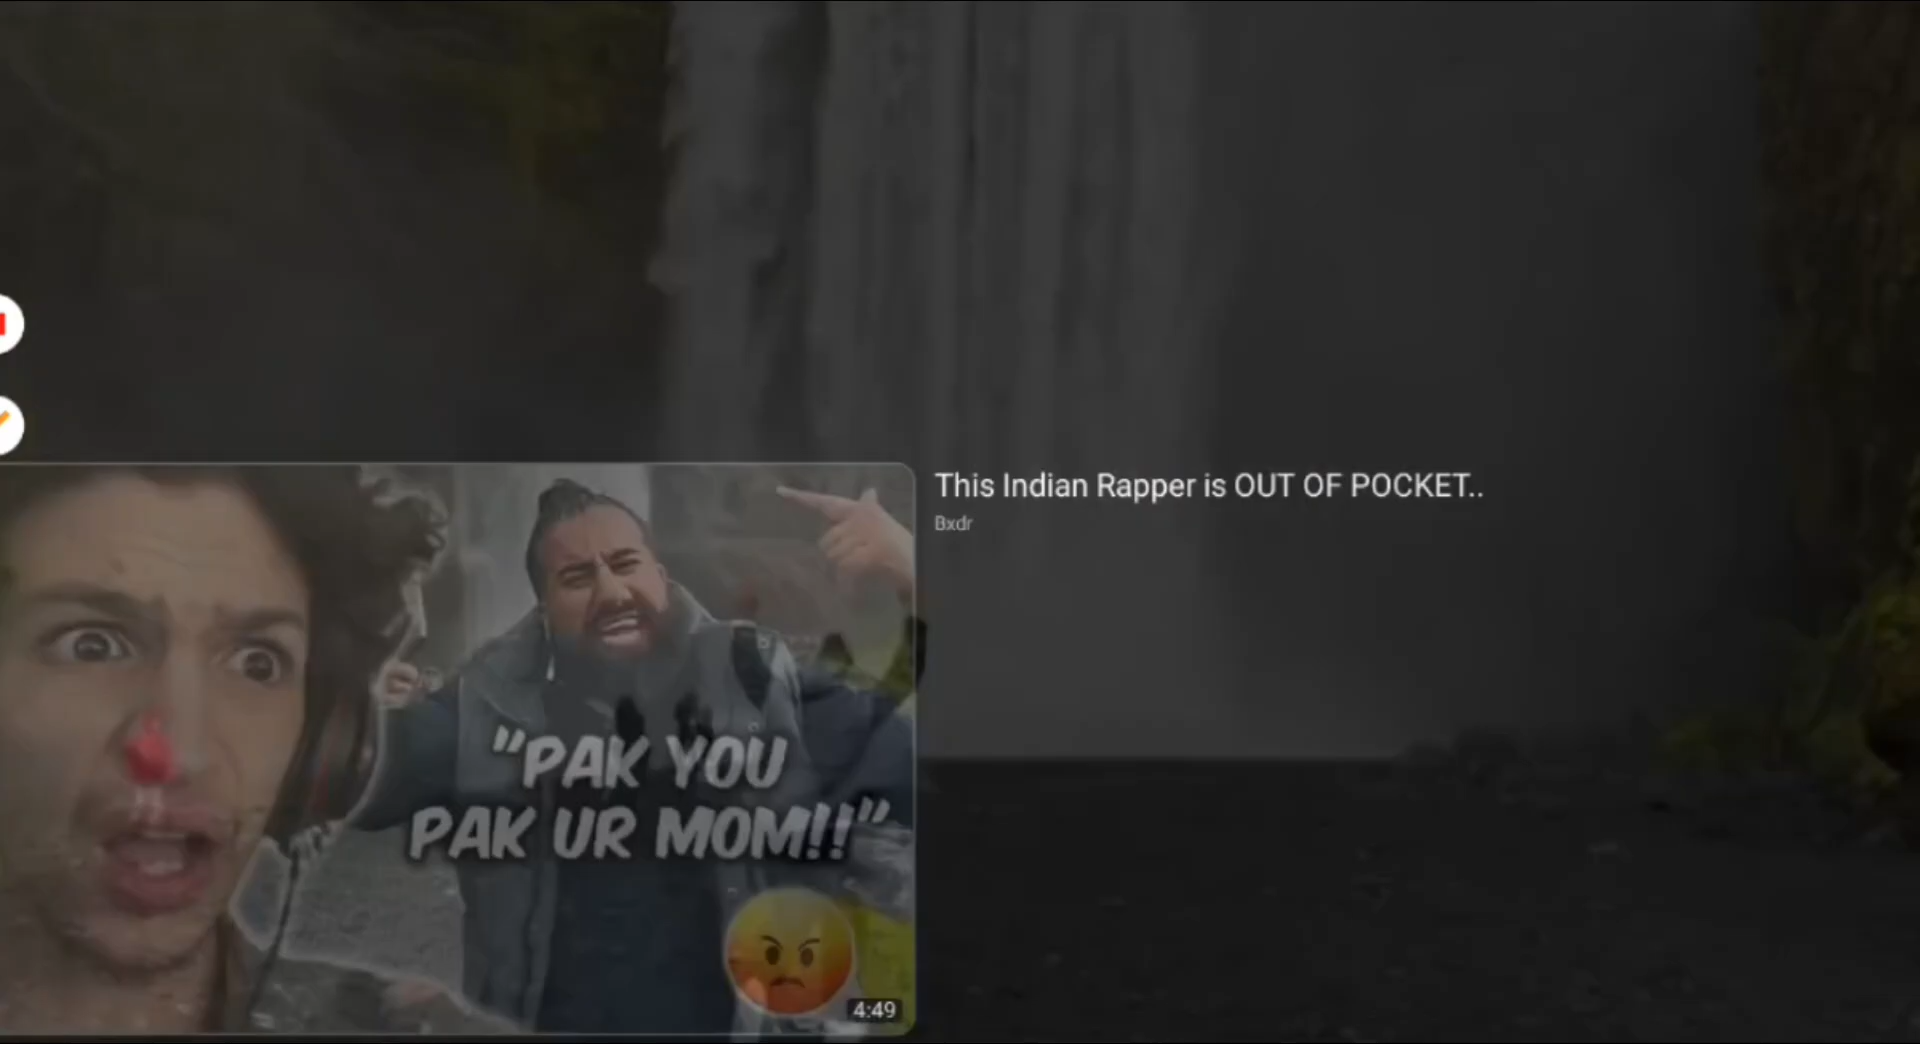 This Indian Rapper is OUT OF POCKET..
Bxdr
"PAK YOU
PAK UR MOM!!"
4:49